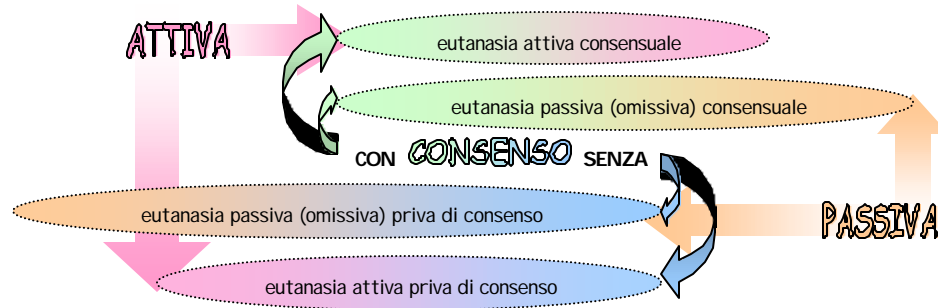 ATTIVA
eutanasia attiva consensuale
eutanasia passiva (omissiva) consensuale
CON CONSENSO SENZA
eutanasia passiva (omissiva) priva di consenso
PASSIVA
eutanasia attiva priva di consenso